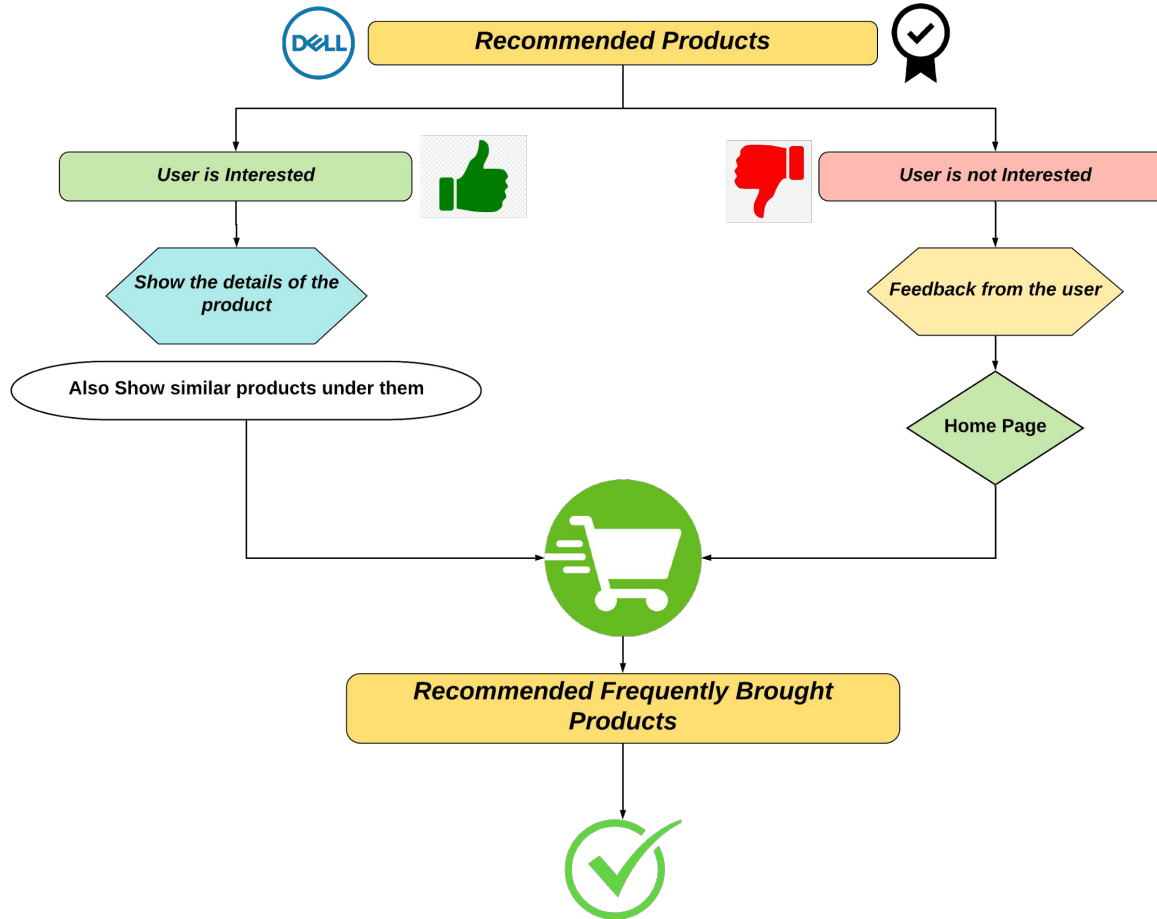 DELL
Recommended Products
User is Interested
User is not Interested
Show the details of the
product
Feedback from the user
Also Show similar products under them
Home Page
Recommended Frequently Brought
Products